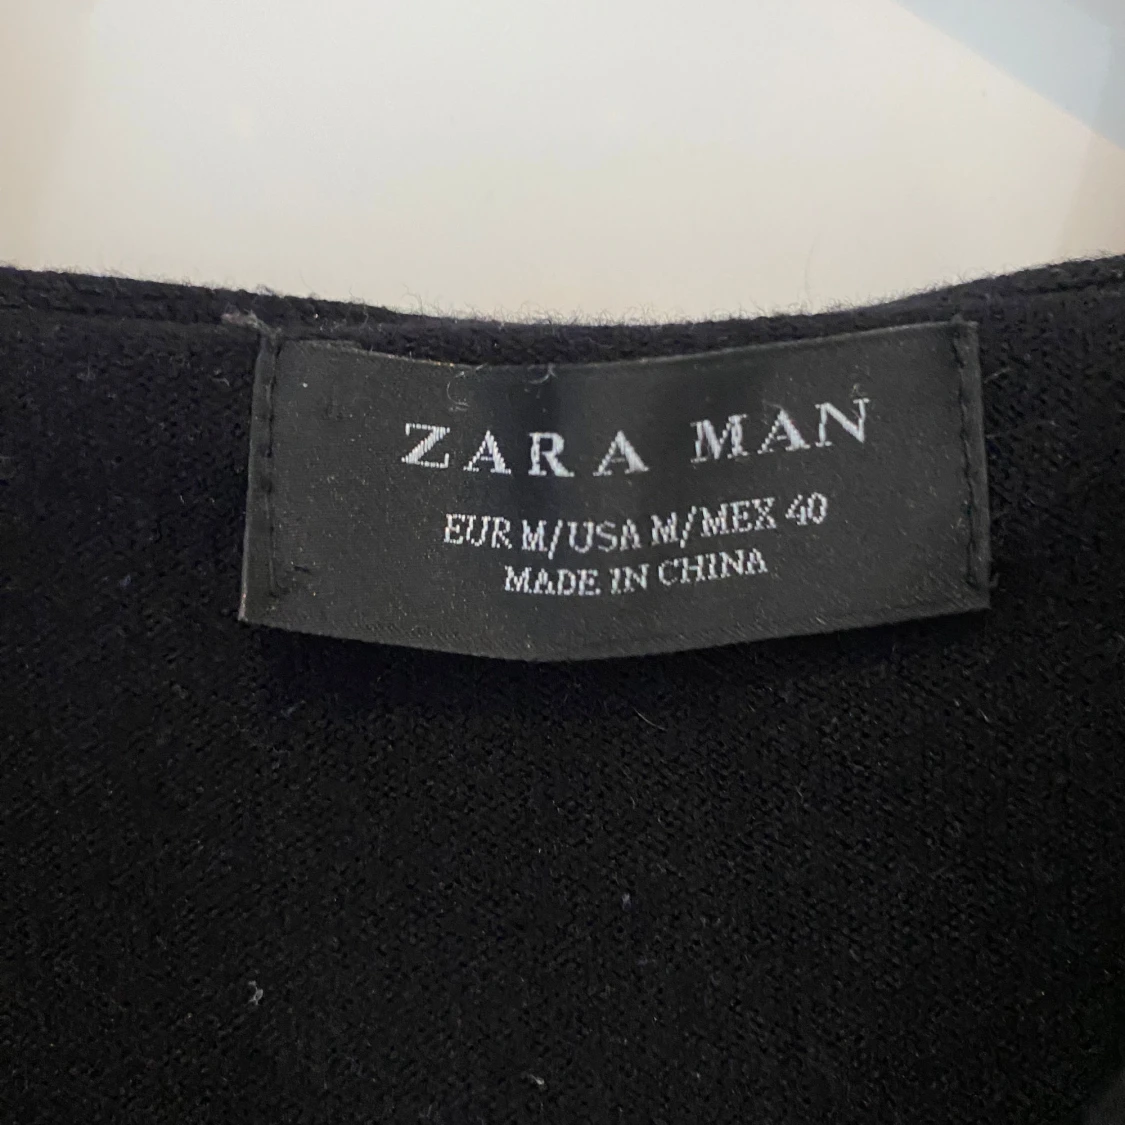 ZARA MAN
EUR M/USA M/MEX 40
MADE IN CHINA